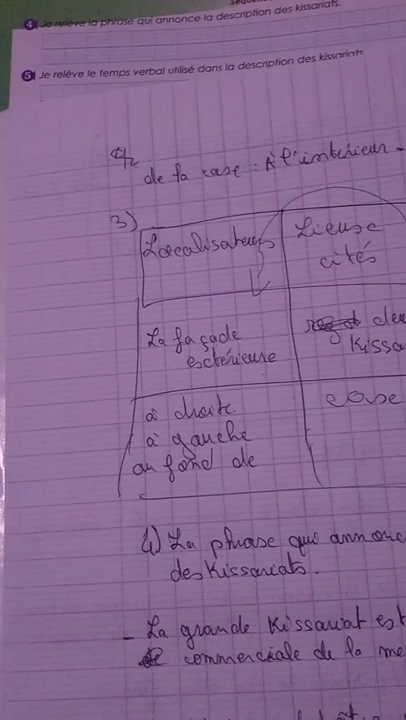 4 Je relève la phrase qui annonce la description des kissariats.
5 Je relève le temps verbal utilisé dans la description des kissariats
de la case : A l'intérieur -
3)
Localisateurs Lieux
cités
La façade
extérieure
Kissa
à droite
à gauche
au fond de
case
4) La phrase qui annonc
des Kissariats.
- La grande Kissariat est
commerciale de la me